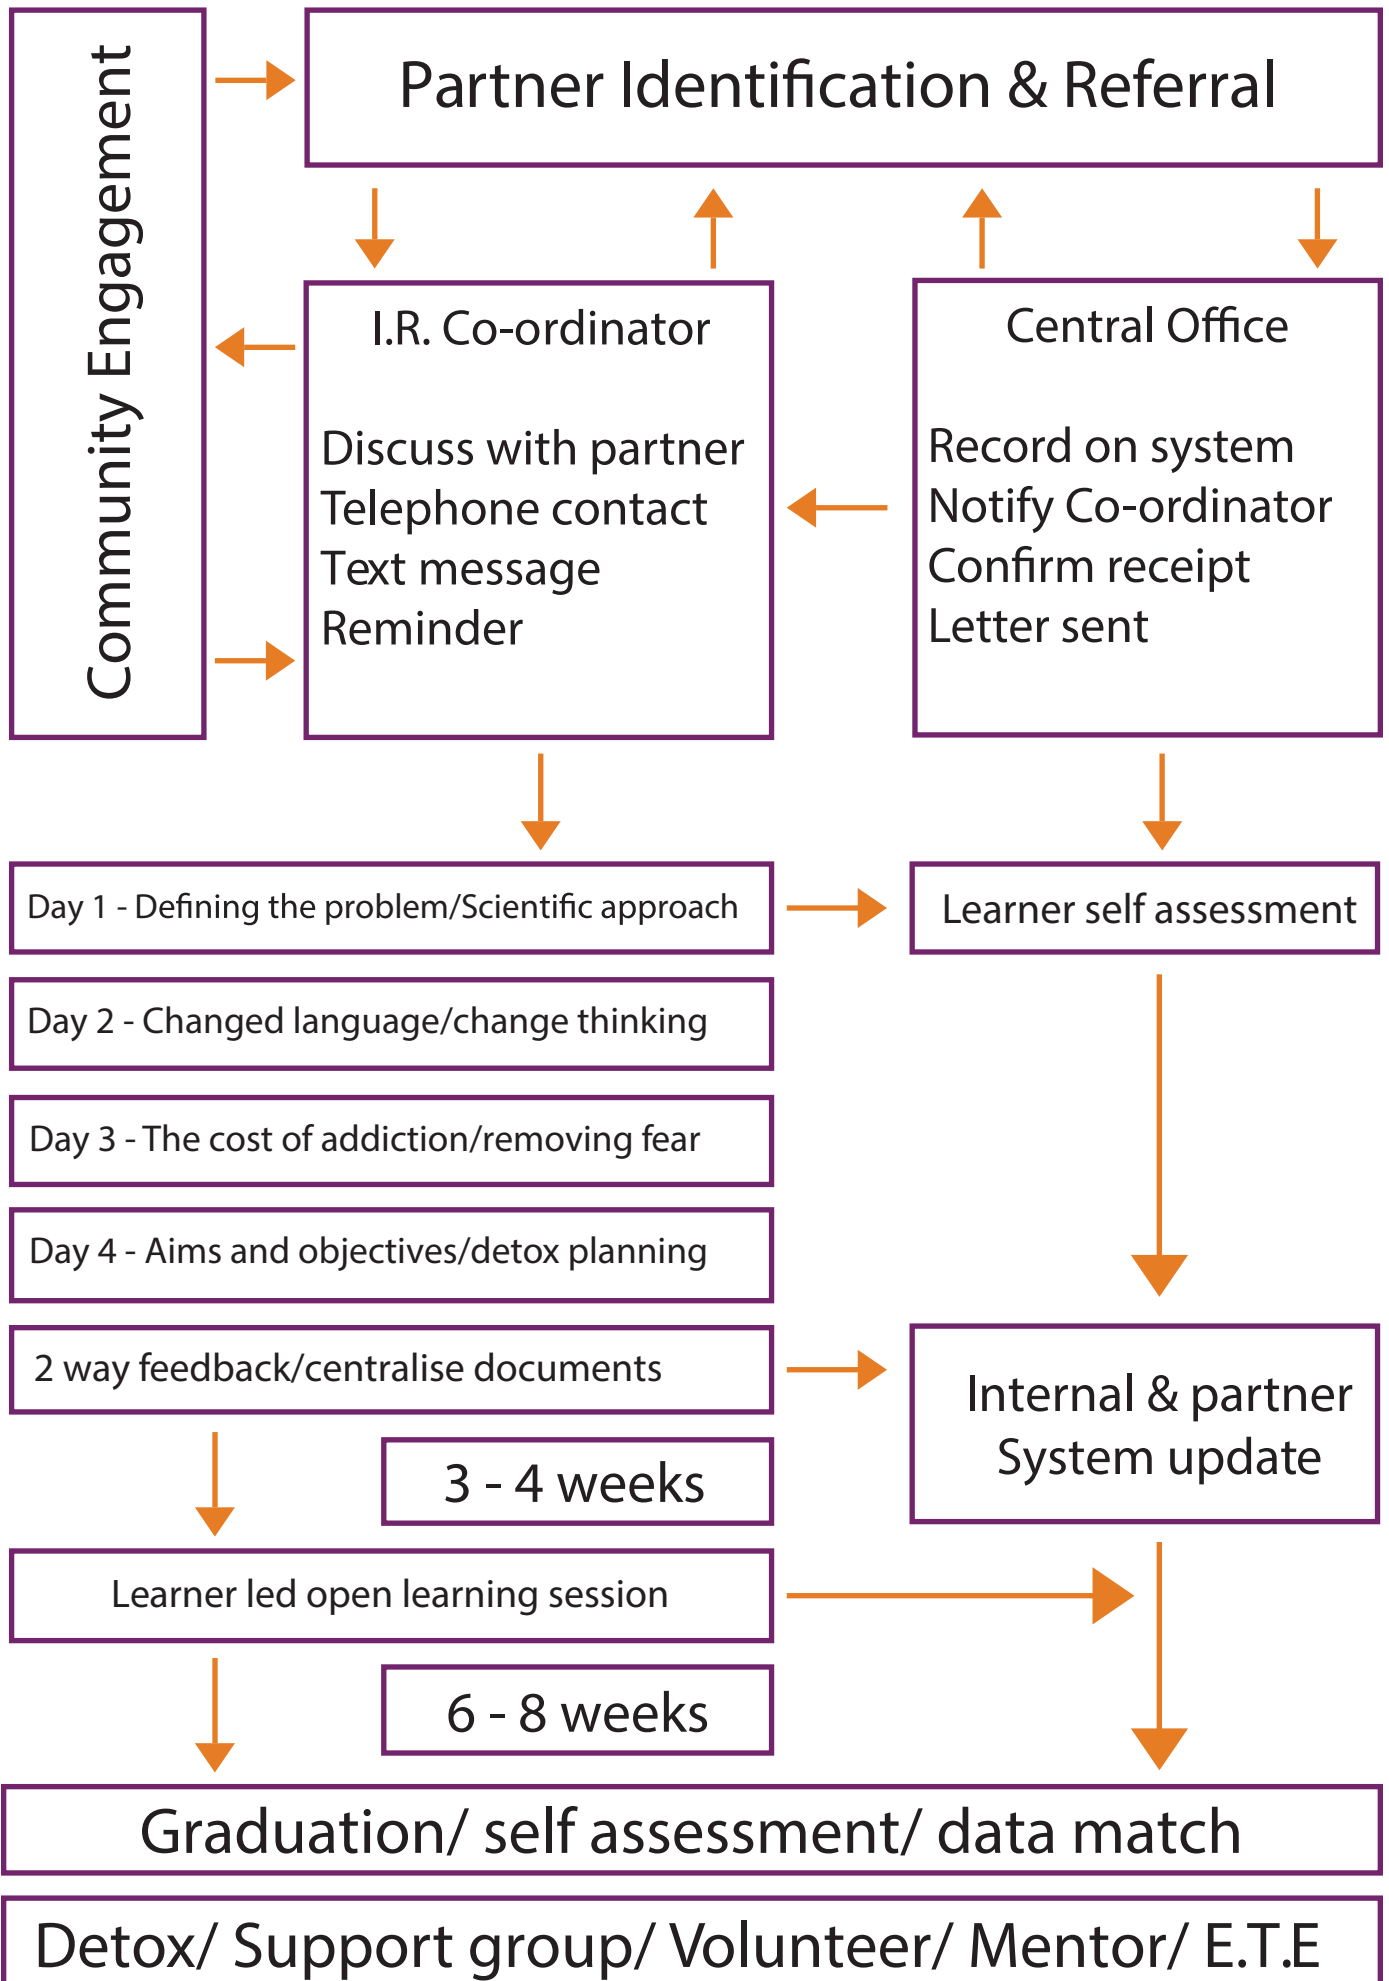 Community Engagement
Partner Identification & Referral
I.R. Co-ordinator
Discuss with partner
Telephone contact
Text message
Reminder
Central Office
Record on system
Notify Co-ordinator
Confirm receipt
Letter sent
Day 1 - Defining the problem/Scientific approach
Learner self assessment
Day 2 - Changed language/change thinking
Day 3 - The cost of addiction/removing fear
Day 4 - Aims and objectives/detox planning
2 way feedback/centralise documents
Internal & partner
System update
3 - 4 weeks
Learner led open learning session
6 - 8 weeks
Graduation/ self assessment/ data match
Detox/ Support group/ Volunteer/ Mentor/ E.T.E